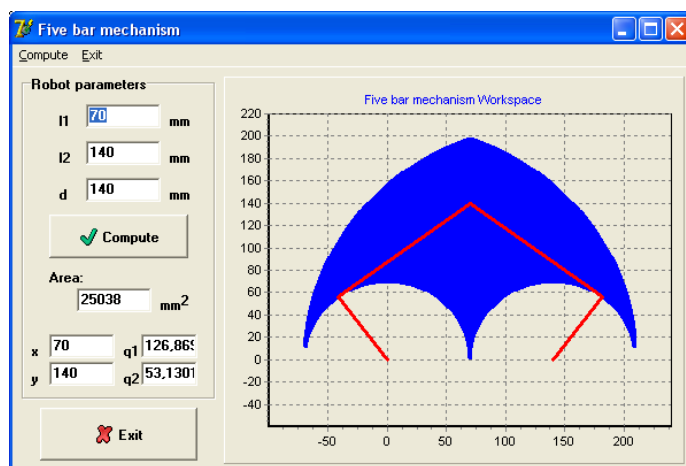 Five bar mechanism
Compute Exit
Robot parameters
l1 70 mm
l2 140 mm
d 140 mm
Compute
Area:
25038 mm2
x 70 q1 126,869
y 140 q2 53,1301
Exit
Five bar mechanism Workspace
220
200
180
160
140
120
100
80
60
40
20
0
-20
-40
-50 0 50 100 150 200